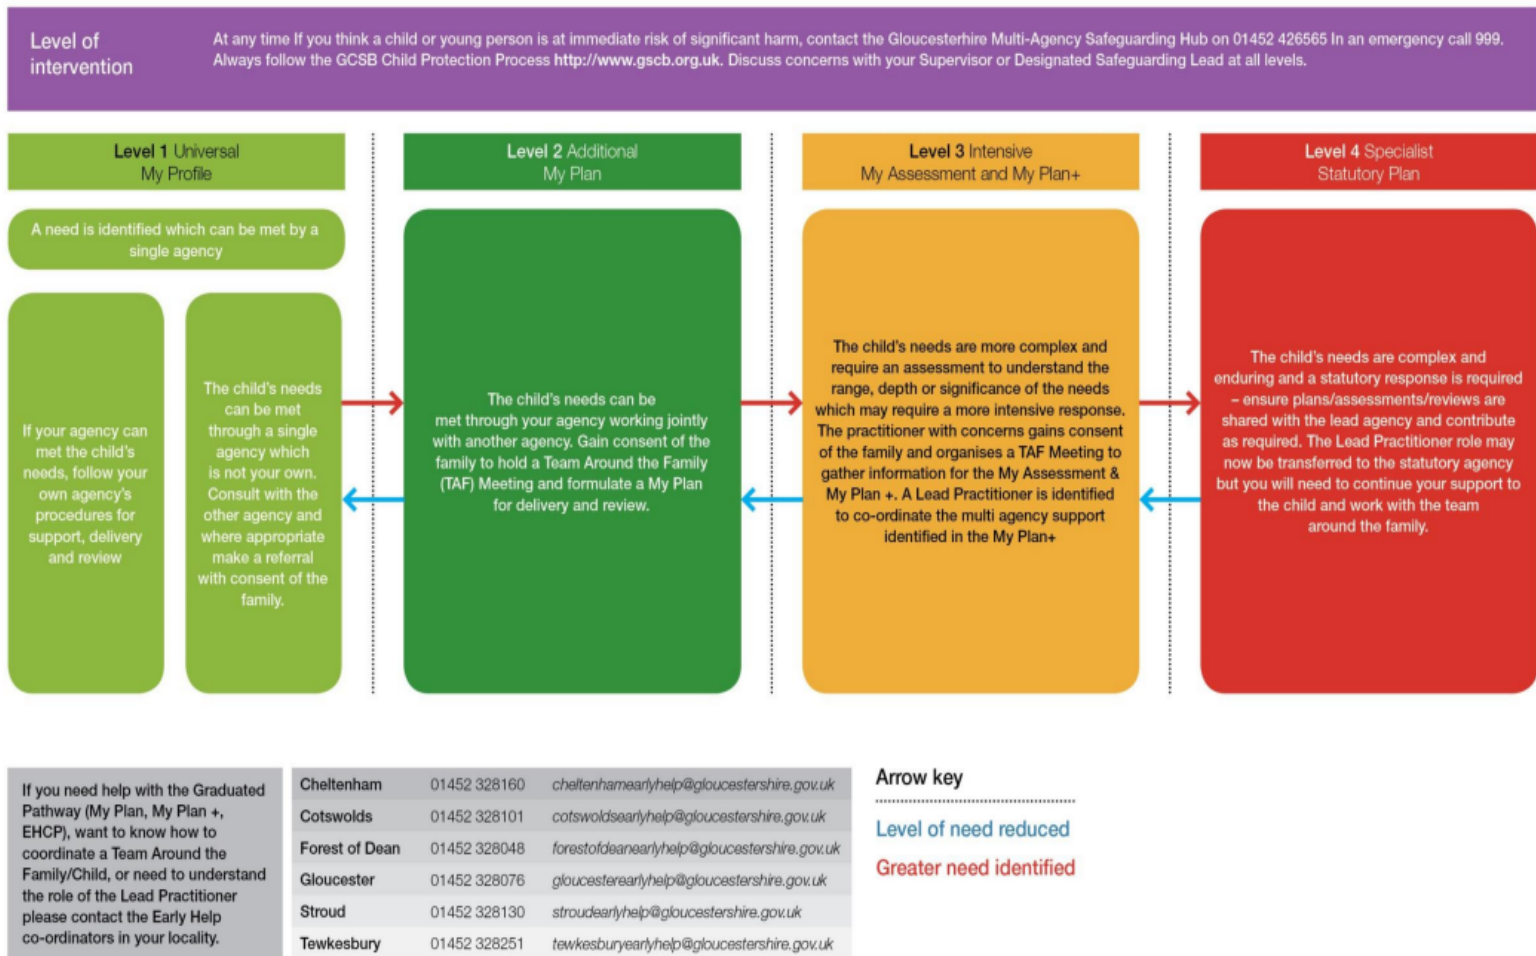 Level of
intervention
At any time If you think a child or young person is at immediate risk of significant harm, contact the Gloucesterhire Multi-Agency Safeguarding Hub on 01452 426565 In an emergency call 999.
Always follow the GCSB Child Protection Process http://www.gscb.org.uk. Discuss concerns with your Supervisor or Designated Safeguarding Lead at all levels.
Level 1 Universal
My Profile
A need is identified which can be met by a
single agency
If your agency can
met the child's
needs, follow your
own agency's
procedures for
support, delivery
and review
The child's needs
can be met
through a single
agency which
is not your own.
Consult with the
other agency and
where appropriate
make a referral
with consent of the
family.
Level 2 Additional
My Plan
The child's needs can be
met through your agency working jointly
with another agency. Gain consent of the
family to hold a Team Around the Family
(TAF) Meeting and formulate a My Plan
for delivery and review.
Level 3 Intensive
My Assessment and My Plan+
The child's needs are more complex and
require an assessment to understand the
range, depth or significance of the needs
which may require a more intensive response.
The practitioner with concerns gains consent
of the family and organises a TAF Meeting to
gather information for the My Assessment &
My Plan +. A Lead Practitioner is identified
to co-ordinate the multi agency support
identified in the My Plan+
Level 4 Specialist
Statutory Plan
The child's needs are complex and
enduring and a statutory response is required
– ensure plans/assessments/reviews are
shared with the lead agency and contribute
as required. The Lead Practitioner role may
now be transferred to the statutory agency
but you will need to continue your support to
the child and work with the team
around the family.
If you need help with the Graduated
Pathway (My Plan, My Plan +,
EHCP), want to know how to
coordinate a Team Around the
Family/Child, or need to understand
the role of the Lead Practitioner
please contact the Early Help
co-ordinators in your locality.
Cheltenham 01452 328160 cheltenhamearlyhelp@gloucestershire.gov.uk
Cotswolds 01452 328101 cotswoldsearlyhelp@gloucestershire.gov.uk
Forest of Dean 01452 328048 forestofdeanearlyhelp@gloucestershire.gov.uk
Gloucester 01452 328076 gloucesterearlyhelp@gloucestershire.gov.uk
Stroud 01452 328130 stroudearlyhelp@gloucestershire.gov.uk
Tewkesbury 01452 328251 tewkesburyearlyhelp@gloucestershire.gov.uk
Arrow key
Level of need reduced
Greater need identified